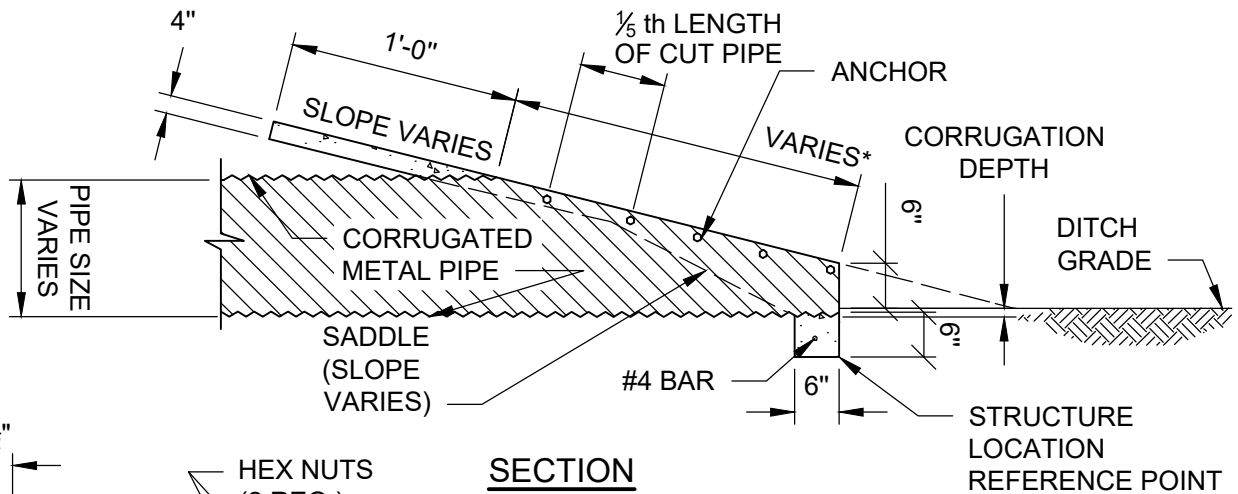 4"
1'-0"
⅕ th LENGTH
OF CUT PIPE
ANCHOR
SLOPE VARIES
VARIES*
CORRUGATION
DEPTH
6"
DITCH
GRADE
PIPE SIZE
VARIES
CORRUGATED
METAL PIPE
SADDLE
(SLOPE
VARIES)
#4 BAR
6"
6"
STRUCTURE
LOCATION
REFERENCE POINT
HEX NUTS
SECTION